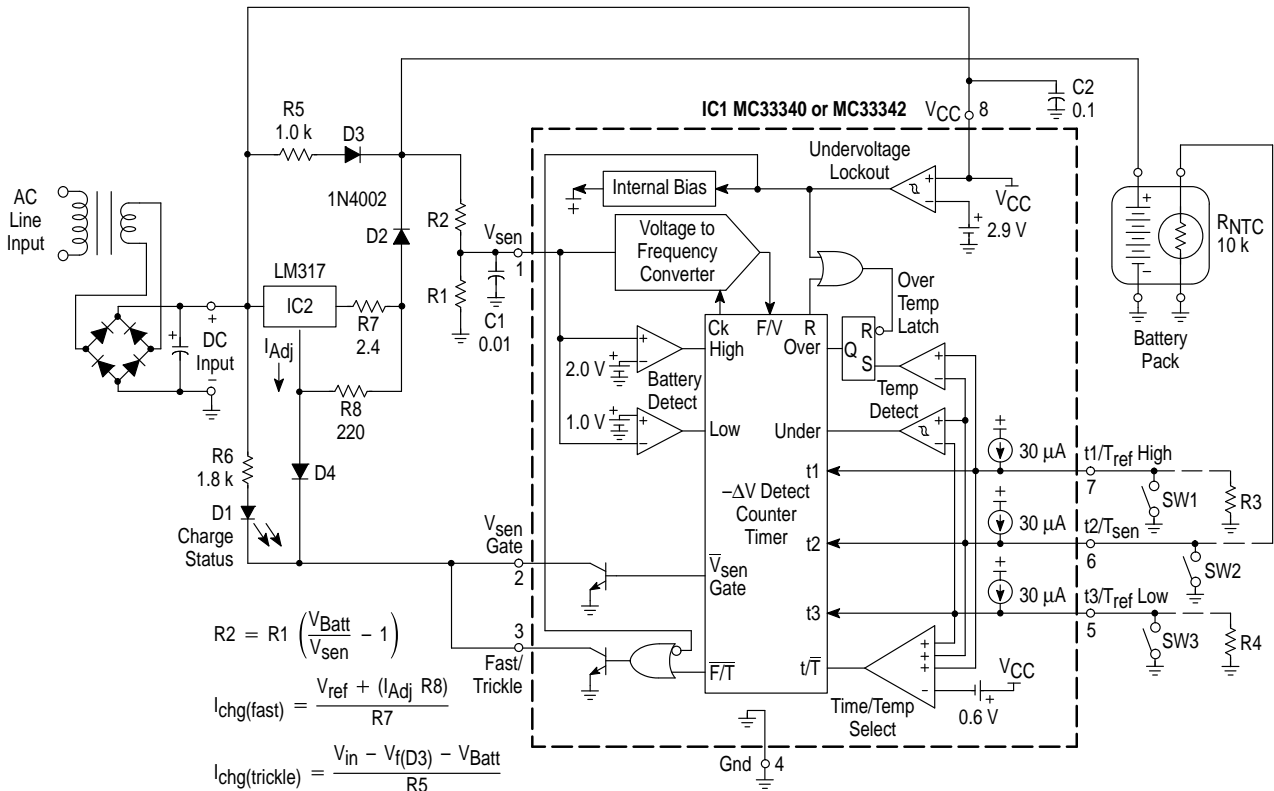 IC1 MC33340 or MC33342
VCC 8
C2
0.1
R5
1.0 k
D3
1N4002
D2
R2
R1
C1
0.01
Vsen
1
AC
Line
Input
LM317
IC2
R7
2.4
+
DC
Input
−
IAdj
R8
220
R6
1.8 k
D1
Charge
Status
D4
Internal Bias
Voltage to
Frequency
Converter
Undervoltage
Lockout
VCC
2.9 V
Over
Temp
Latch
R
Q
S
Temp
Detect
Ck F/V R
High
Over
2.0 V
Battery
Detect
1.0 V
Low
Under
t1
−ΔV Detect
Counter
Timer
t2
t3
Vsen
Gate
F/T
t/T
Time/Temp
Select
0.6 V
VCC
30 µA
30 µA
30 µA
t1/Tref High
7
t2/Tsen
6
t3/Tref Low
5
SW1
SW2
SW3
R3
R4
RNTC
10 k
Battery
Pack
Vsen
Gate
2
3
Fast/
Trickle
Gnd 4
R2 = R1 (VBatt/Vsen − 1)
Ichg(fast) = Vref + (IAdj R8)/R7
Ichg(trickle) = Vin − Vf(D3) − VBatt/R5